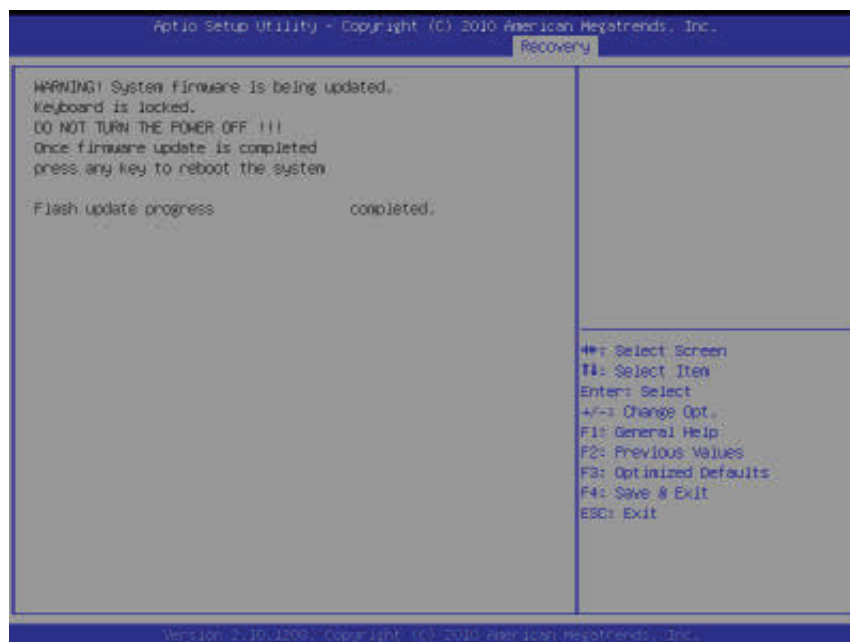 Aptio Setup Utility - Copyright (C) 2010 American Megatrends, Inc.
Recovery
WARNING! System firmware is being updated.
Keyboard is locked.
DO NOT TURN THE POWER OFF !!!
Once firmware update is completed
press any key to reboot the system
Flash update progress completed.
: Select Screen
↑↓: Select Item
Enter: Select
+/-: Change Opt.
F1: General Help
F2: Previous Values
F3: Optimized Defaults
F4: Save & Exit
ESC: Exit
Version 2.10.1208. Copyright (C) 2010 American Megatrends, Inc.